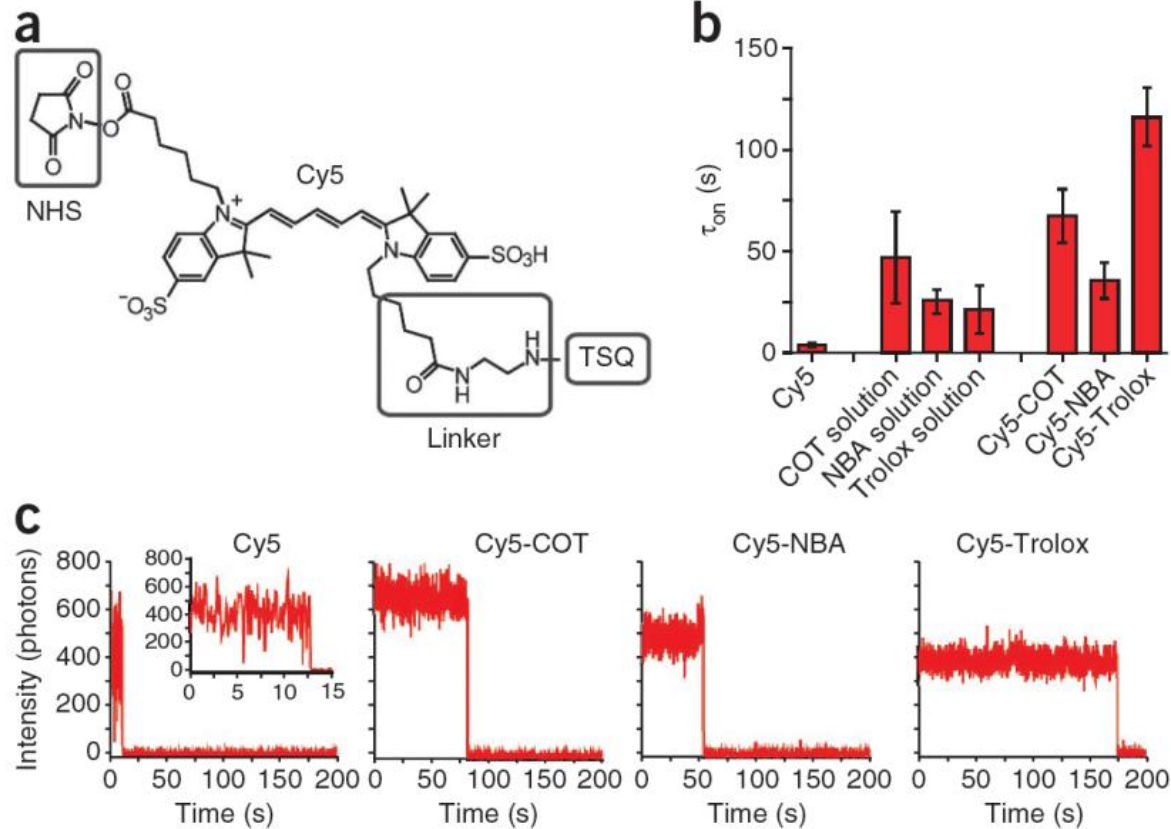 a
O
O
N
O
O
NHS
Cy5
N+
N
⁻O3S
SO3H
O
N
H
H
N
TSQ
Linker
b
150
100
50
0
τon (s)
Cy5
COT solution
NBA solution
Trolox solution
Cy5-COT
Cy5-NBA
Cy5-Trolox
c
Cy5
Cy5-COT
Cy5-NBA
Cy5-Trolox
Intensity (photons)
800
600
400
200
0
800
600
400
200
0
0 5 10 15
0 50 100 150 200
0 50 100 150 200
0 50 100 150 200
0 50 100 150 200
Time (s)
Time (s)
Time (s)
Time (s)